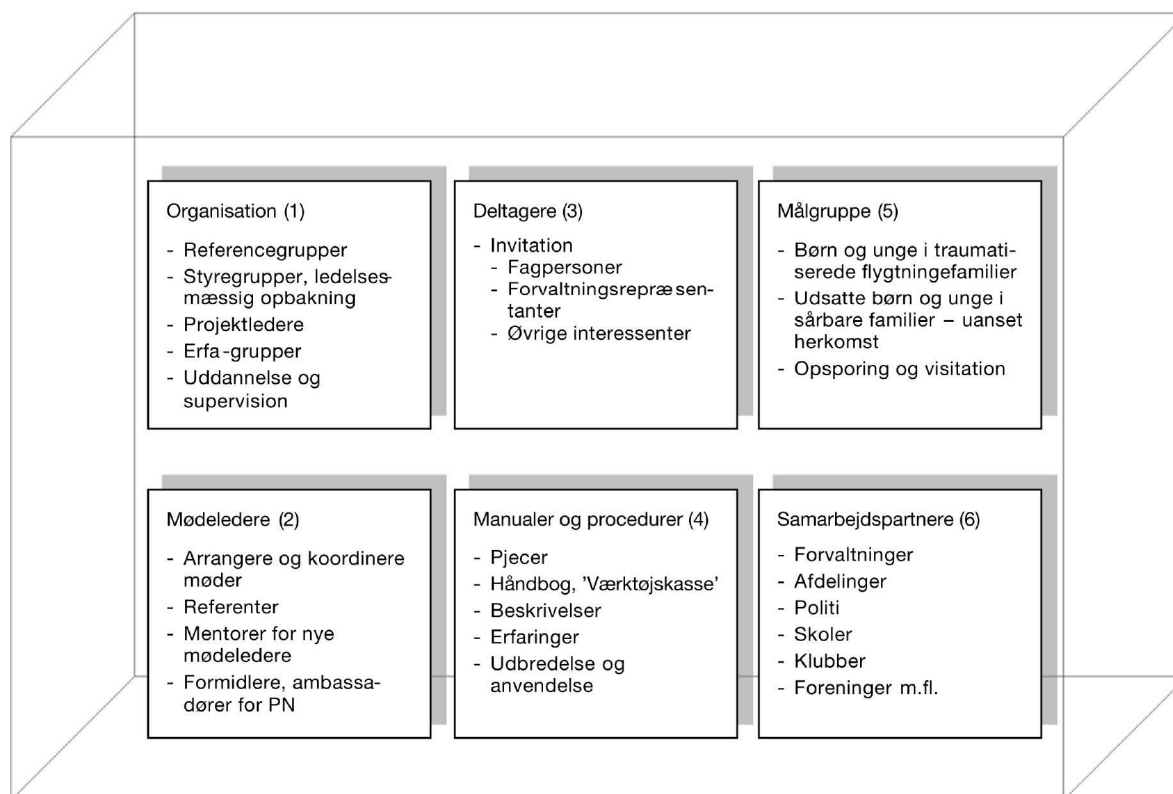 Organisation (1)
- Referencegrupper
- Styregrupper, ledelses-
mæssig opbakning
- Projektledere
- Erfa-grupper
- Uddannelse og
supervision
Mødeledere (2)
- Arrangere og koordinere
møder
- Referenter
- Mentorer for nye
mødeledere
- Formidlere, ambassa-
dører for PN
Deltagere (3)
- Invitation
- Fagpersoner
- Forvaltningsrepræsen-
tanter
- Øvrige interessenter
Manualer og procedurer (4)
- Pjecer
- Håndbog, ’Værktøjskasse’
- Beskrivelser
- Erfaringer
- Udbredelse og
anvendelse
Målgruppe (5)
- Børn og unge i traumati-
serede flygtningefamilier
- Udsatte børn og unge i
sårbare familier – uanset
herkomst
- Opsporing og visitation
Samarbejdspartnere (6)
- Forvaltninger
- Afdelinger
- Politi
- Skoler
- Klubber
- Foreninger m.fl.